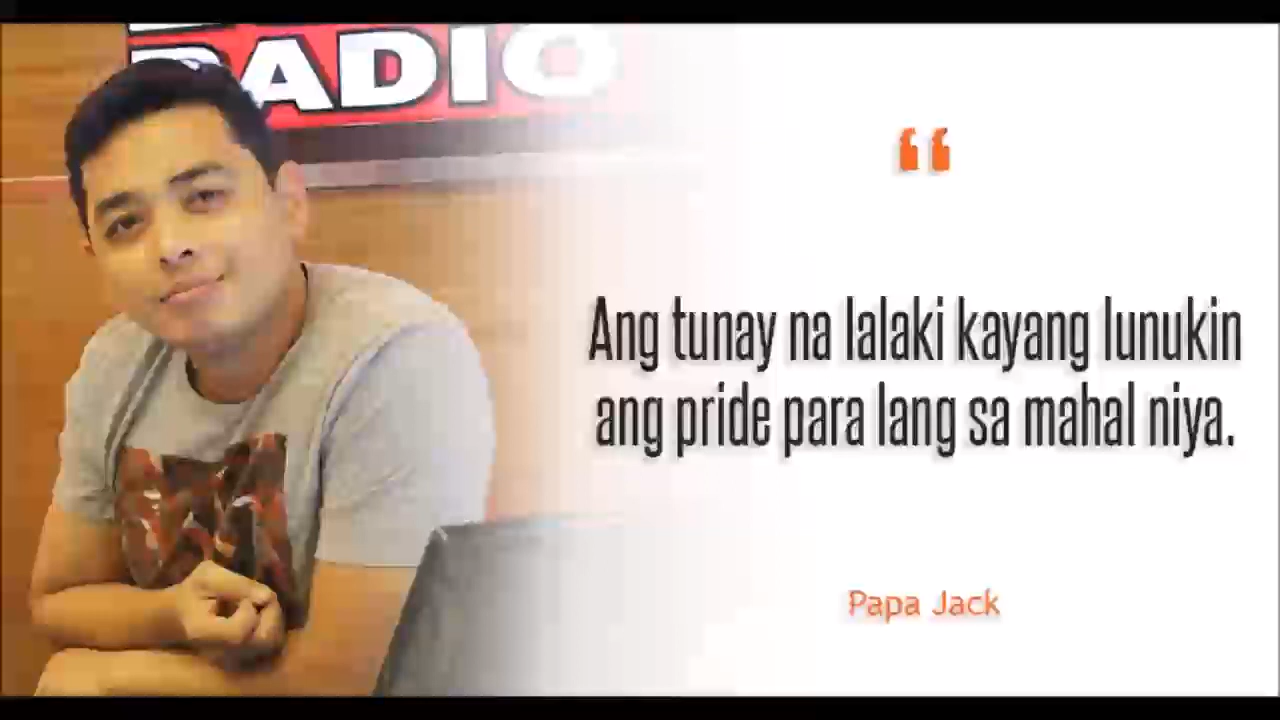 RADIO
“
Ang tunay na lalaki kayang lunukin
ang pride para lang sa mahal niya.
Papa Jack